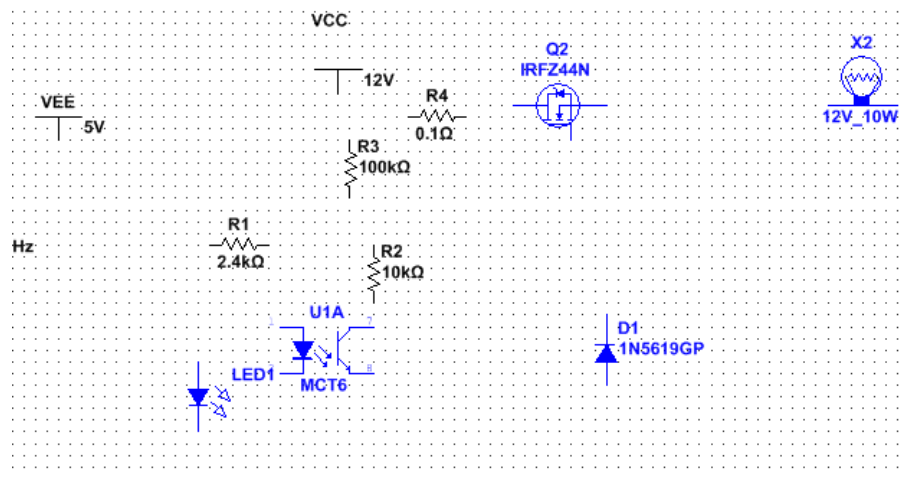 VCC
12V
VEE
5V
R4
0.1Ω
Q2
IRFZ44N
X2
12V_10W
R3
100kΩ
Hz
R1
2.4kΩ
R2
10kΩ
U1A
1
7
8
MCT6
LED1
D1
1N5619GP